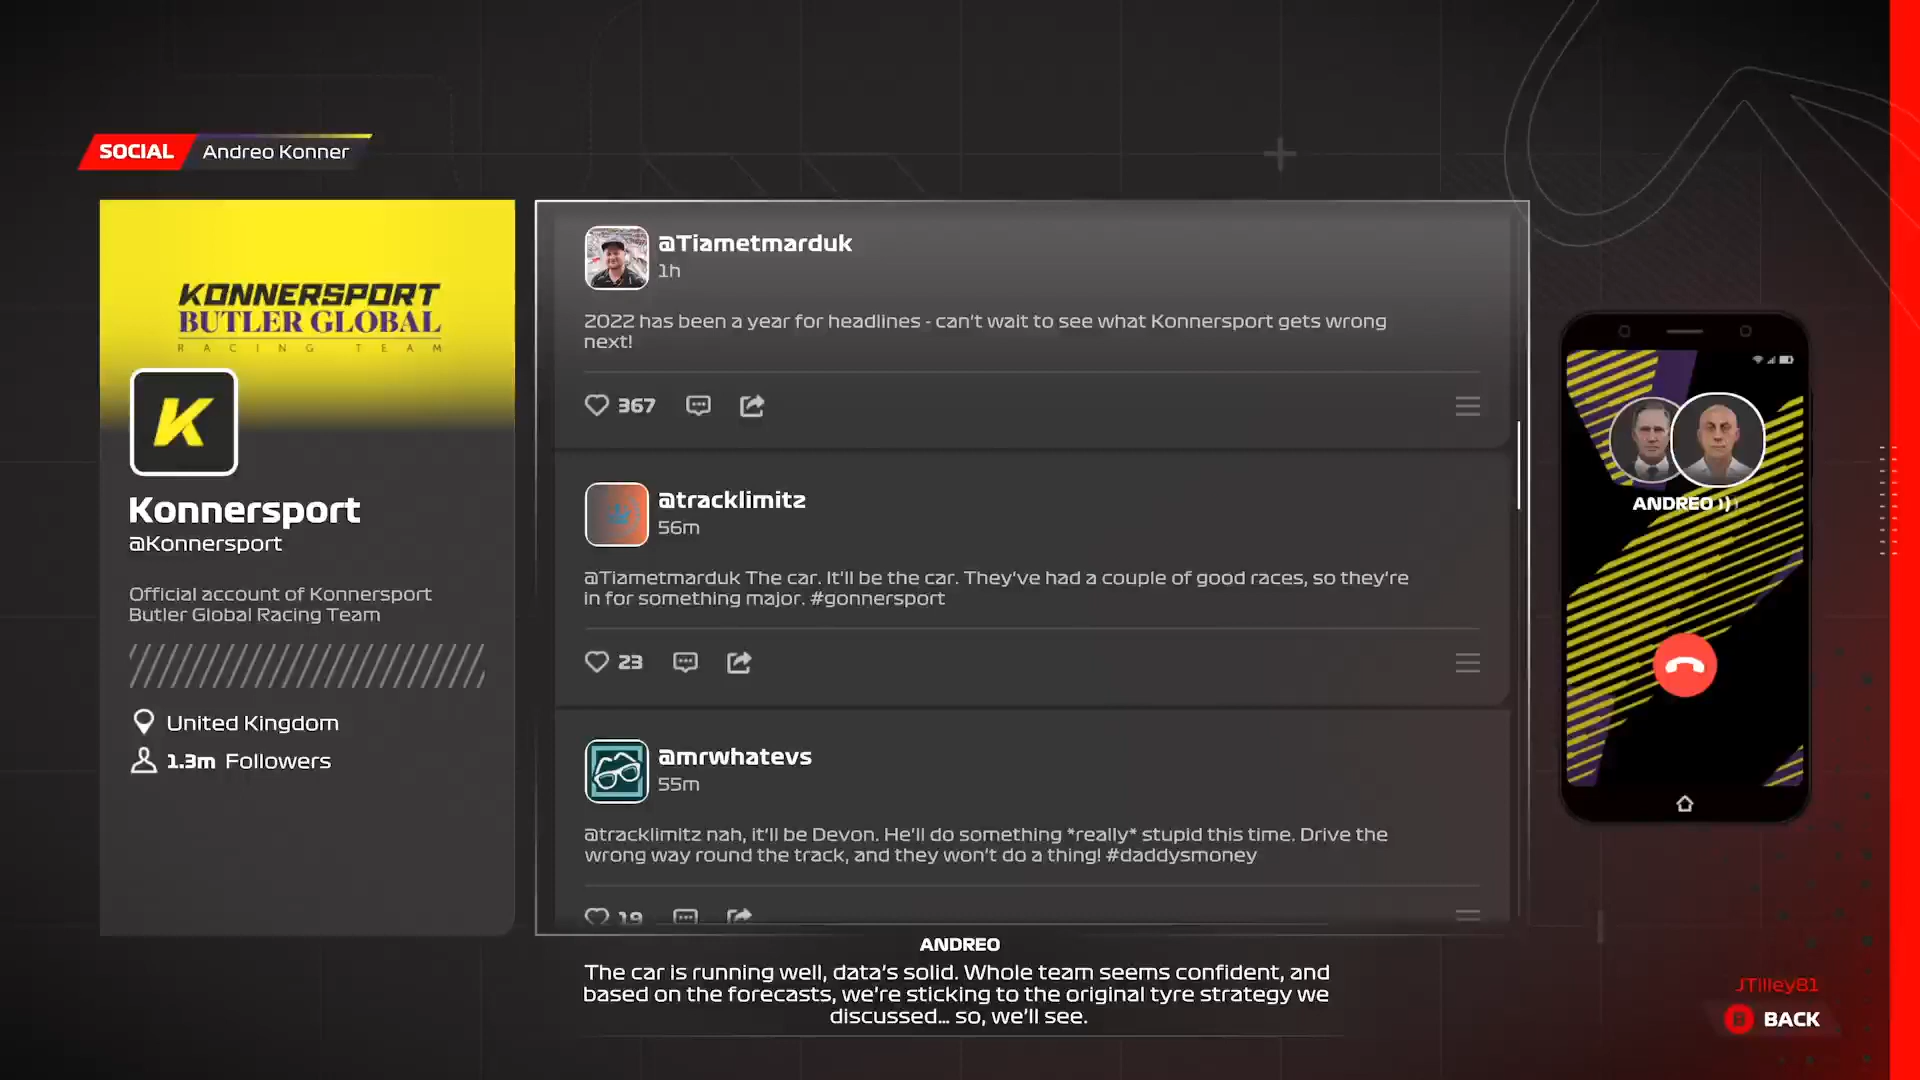 SOCIAL
Andreo Konner
KONNERSPORT
BUTLER GLOBAL
RACING TEAM
K
Konnersport
@Konnersport
Official account of Konnersport
Butler Global Racing Team
United Kingdom
1.3m Followers
@Tiametmarduk
1h
2022 has been a year for headlines - can't wait to see what Konnersport gets wrong
next!
367
@tracklimitz
56m
@Tiametmarduk The car. It'll be the car. They've had a couple of good races, so they're
in for something major. #gonnersport
23
@mrwhatevs
55m
@tracklimitz nah, it'll be Devon. He'll do something *really* stupid this time. Drive the
wrong way round the track, and they won't do a thing! #daddysmoney
19
ANDREO
ANDREO
The car is running well, data's solid. Whole team seems confident, and
based on the forecasts, we're sticking to the original tyre strategy we
discussed... so, we'll see.
JTilley81
B BACK